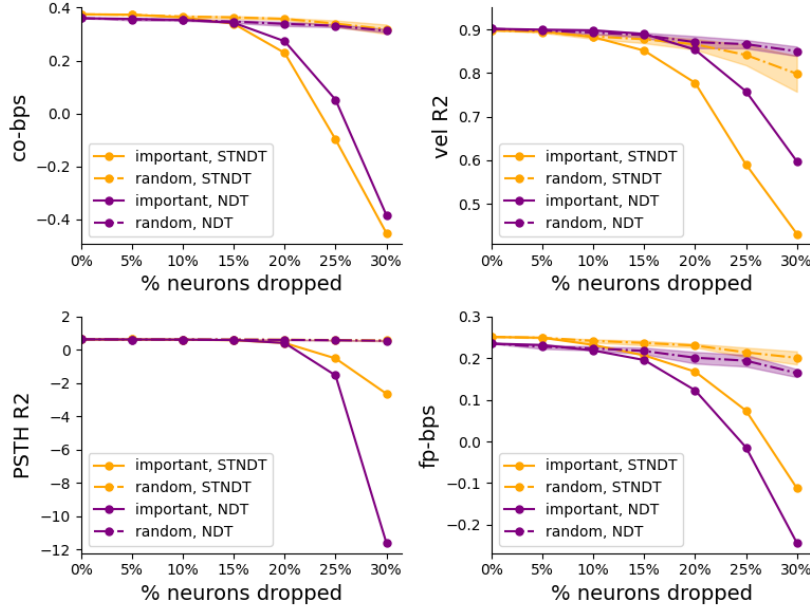 co-bps
0.4
0.2
0.0
−0.2
−0.4
important, STNDT
random, STNDT
important, NDT
random, NDT
0% 5% 10% 15% 20% 25% 30%
% neurons dropped
vel R2
0.9
0.8
0.7
0.6
0.5
important, STNDT
random, STNDT
important, NDT
random, NDT
0% 5% 10% 15% 20% 25% 30%
% neurons dropped
PSTH R2
2
0
−2
−4
−6
−8
−10
−12
important, STNDT
random, STNDT
important, NDT
random, NDT
0% 5% 10% 15% 20% 25% 30%
% neurons dropped
fp-bps
0.3
0.2
0.1
0.0
−0.1
−0.2
important, STNDT
random, STNDT
important, NDT
random, NDT
0% 5% 10% 15% 20% 25% 30%
% neurons dropped